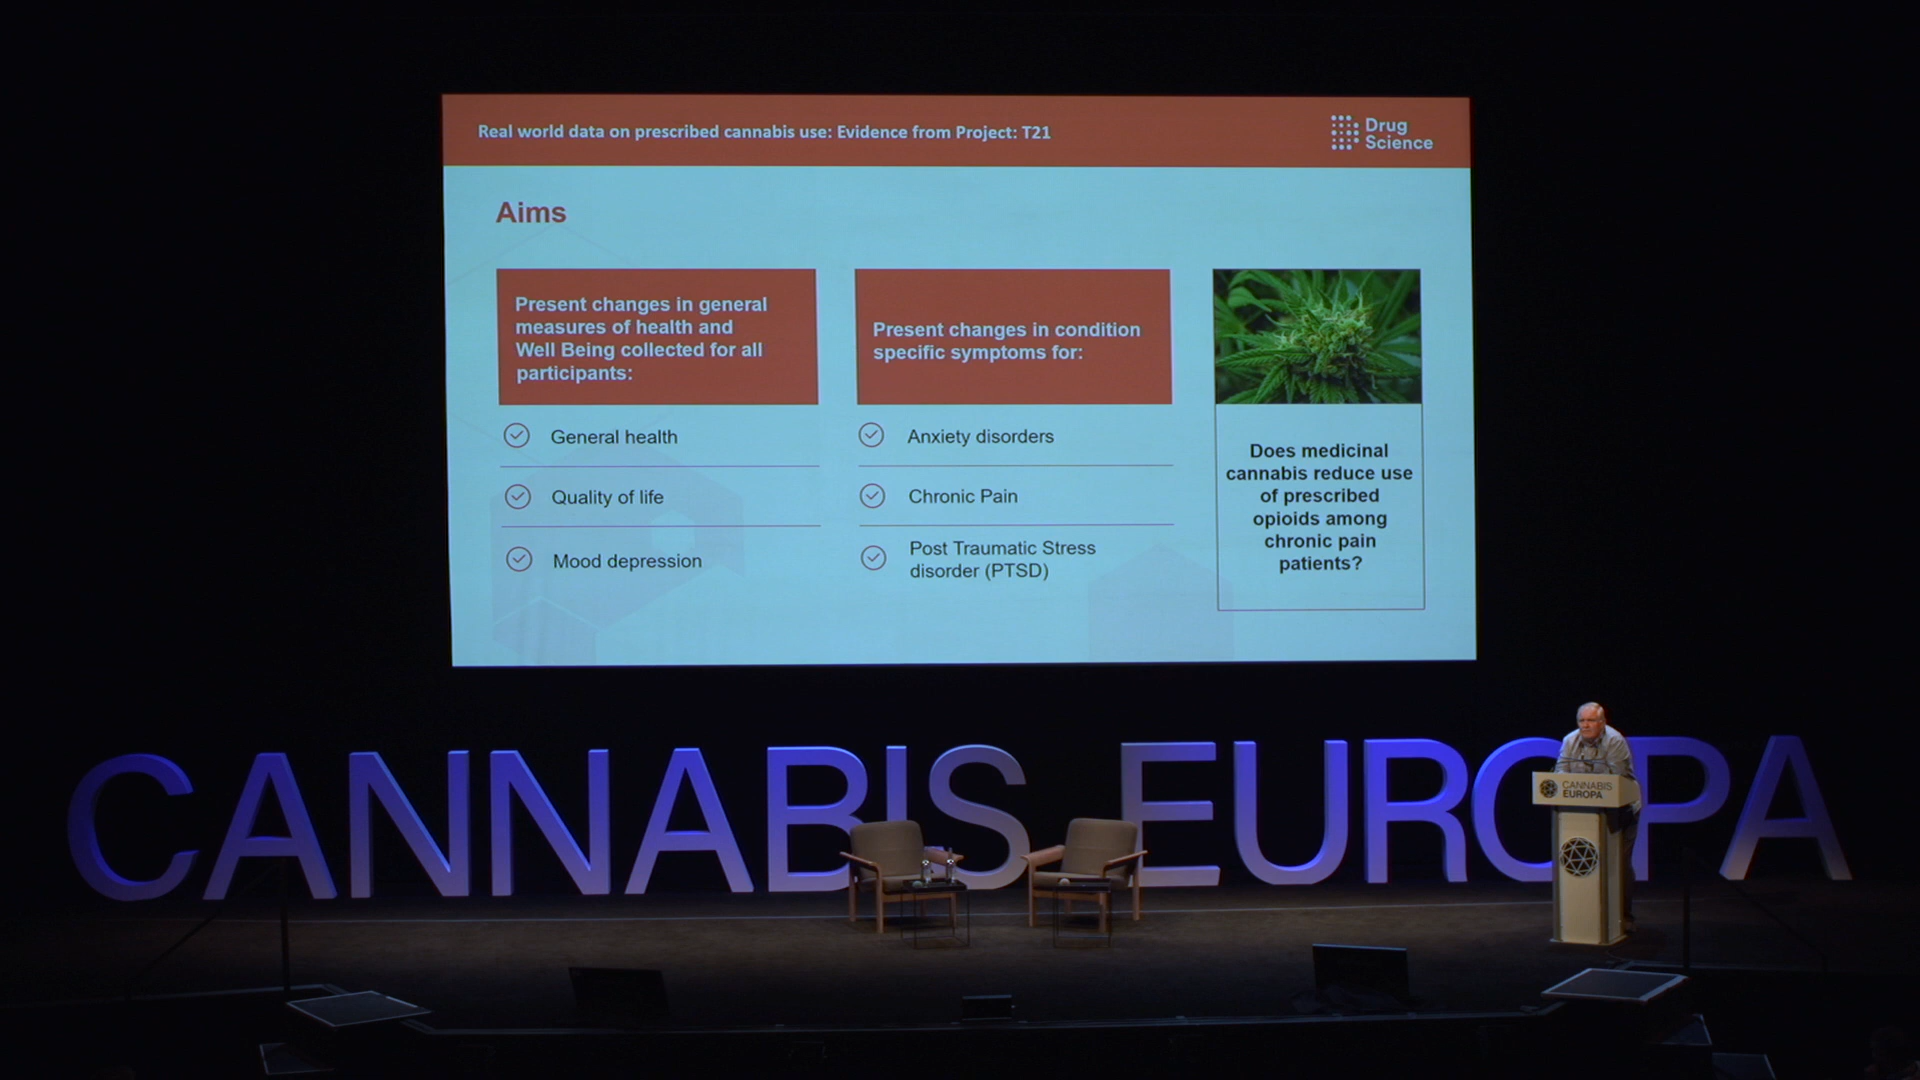 Real world data on prescribed cannabis use: Evidence from Project: T21
Drug
Science
Aims
Present changes in general
measures of health and
Well Being collected for all
participants:
General health
Quality of life
Mood depression
Present changes in condition
specific symptoms for:
Anxiety disorders
Chronic Pain
Post Traumatic Stress
disorder (PTSD)
Does medicinal
cannabis reduce use
of prescribed
opioids among
chronic pain
patients?
CANNABIS EUROPA
CANNABIS
EUROPA